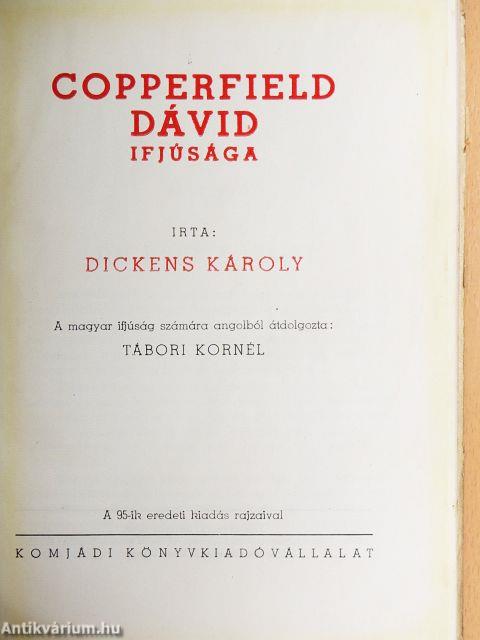 COPPERFIELD
DÁVID
IFJÚSÁGA
IRTA:
DICKENS KÁROLY
A magyar ifjúság számára angolból átdolgozta:
TÁBORI KORNÉL
A 95-ik eredeti kiadás rajzaival
KOMJÁDI KÖNYVKIADÓVÁLLALAT
Antikvárium.hu